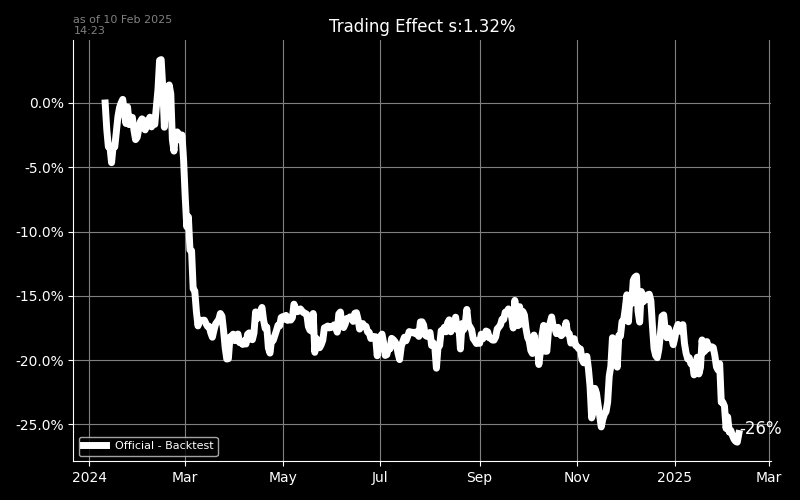 as of 10 Feb 2025
14:23
Trading Effect s:1.32%
0.0%
-5.0%
-10.0%
-15.0%
-20.0%
-25.0%
-26%
Official - Backtest
2024 Mar May Jul Sep Nov 2025 Mar